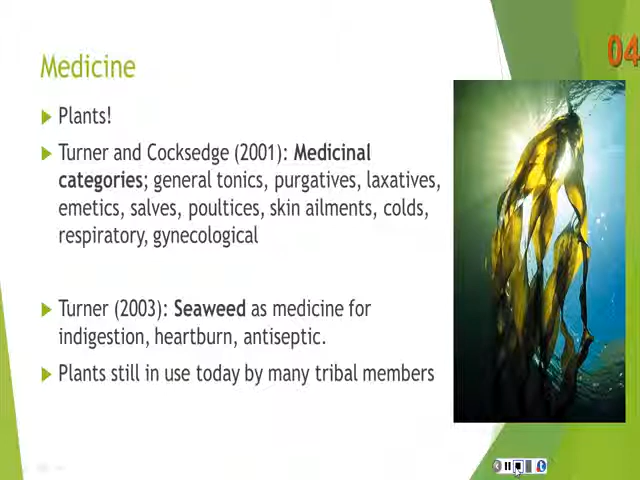 04
Medicine
Plants!
Turner and Cocksedge (2001): Medicinal
categories; general tonics, purgatives, laxatives,
emetics, salves, poultices, skin ailments, colds,
respiratory, gynecological
Turner (2003): Seaweed as medicine for
indigestion, heartburn, antiseptic.
Plants still in use today by many tribal members